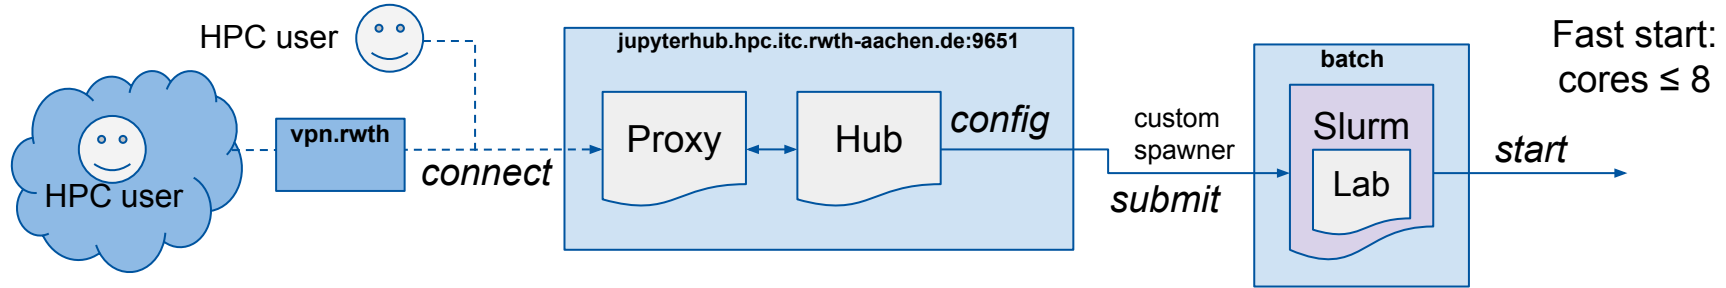 HPC user
HPC user
vpn.rwth
connect
jupyterhub.hpc.itc.rwth-aachen.de:9651
Proxy
Hub
config
custom
spawner
submit
batch
Slurm
Lab
start
Fast start:
cores ≤ 8